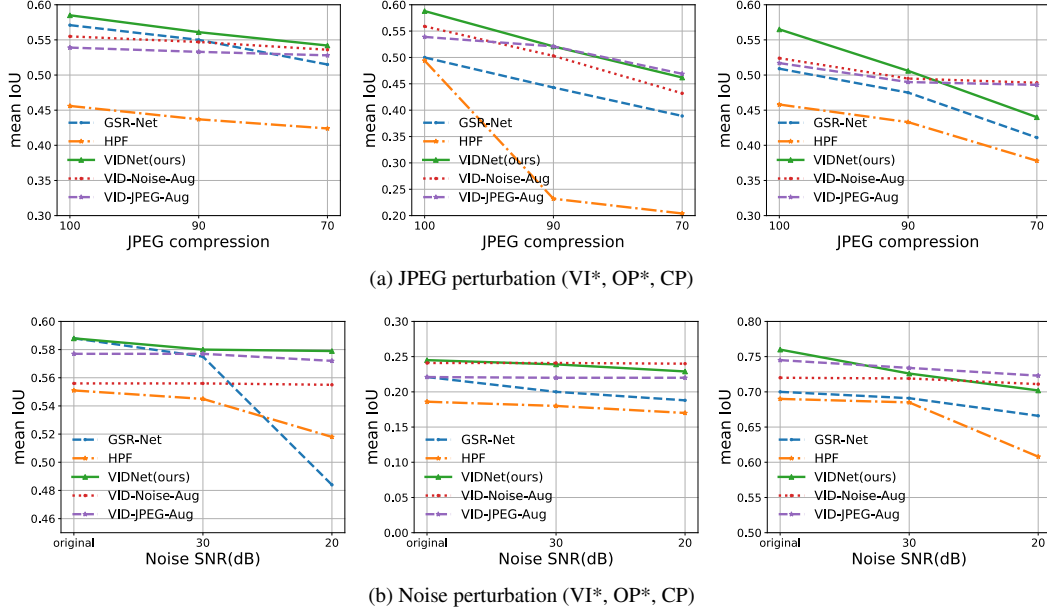 0.60
0.55
0.50
0.45
0.40
0.35
0.30
mean IoU
GSR-Net
HPF
VIDNet(ours)
VID-Noise-Aug
VID-JPEG-Aug
100 90 70
JPEG compression
0.60
0.55
0.50
0.45
0.40
0.35
0.30
0.25
0.20
mean IoU
GSR-Net
HPF
VIDNet(ours)
VID-Noise-Aug
VID-JPEG-Aug
100 90 70
JPEG compression
0.60
0.55
0.50
0.45
0.40
0.35
0.30
mean IoU
GSR-Net
HPF
VIDNet(ours)
VID-Noise-Aug
VID-JPEG-Aug
100 90 70
JPEG compression
(a) JPEG perturbation (VI*, OP*, CP)
0.60
0.58
0.56
0.54
0.52
0.50
0.48
0.46
mean IoU
GSR-Net
HPF
VIDNet(ours)
VID-Noise-Aug
VID-JPEG-Aug
original 30 20
Noise SNR(dB)
0.30
0.25
0.20
0.15
0.10
0.05
0.00
mean IoU
GSR-Net
HPF
VIDNet(ours)
VID-Noise-Aug
VID-JPEG-Aug
original 30 20
Noise SNR(dB)
0.80
0.75
0.70
0.65
0.60
0.55
0.50
mean IoU
GSR-Net
HPF
VIDNet(ours)
VID-Noise-Aug
VID-JPEG-Aug
original 30 20
Noise SNR(dB)
(b) Noise perturbation (VI*, OP*, CP)